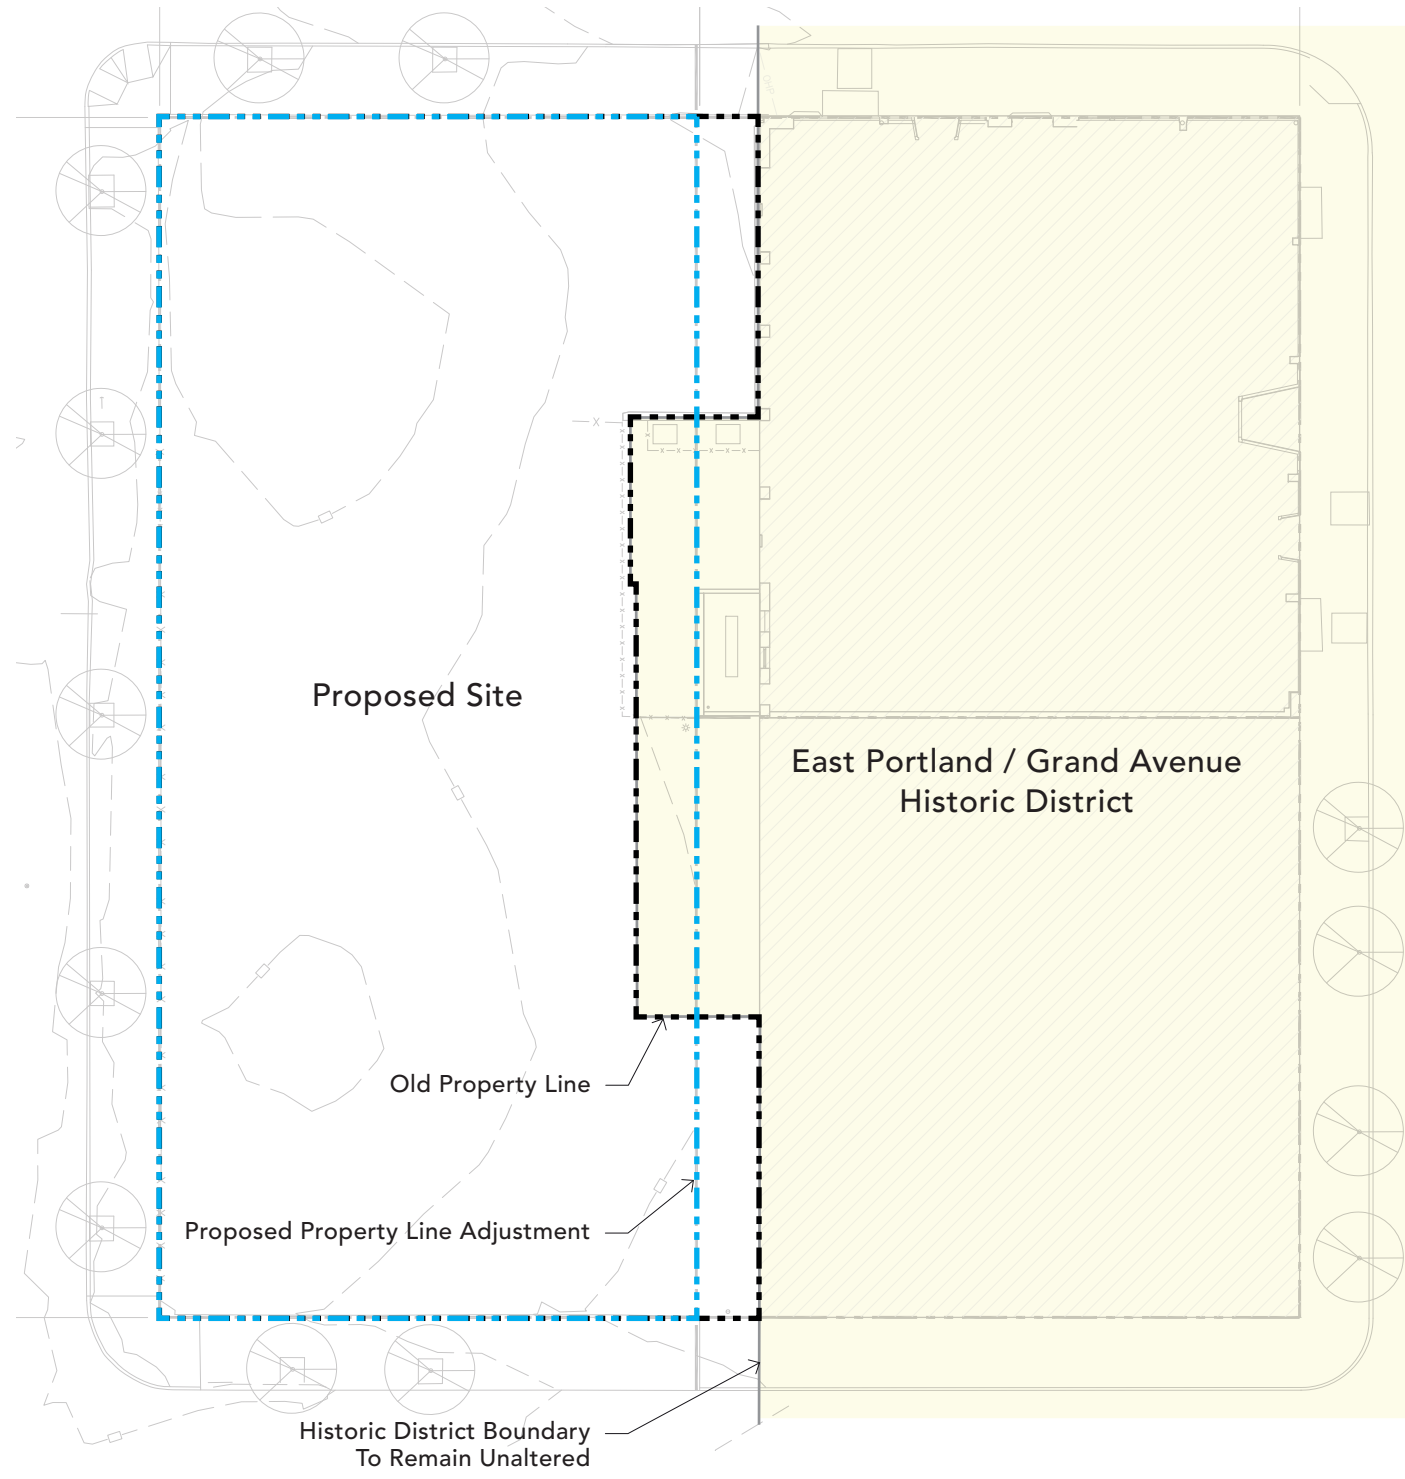 Proposed Site
East Portland / Grand Avenue
Historic District
Old Property Line
Proposed Property Line Adjustment
Historic District Boundary
To Remain Unaltered